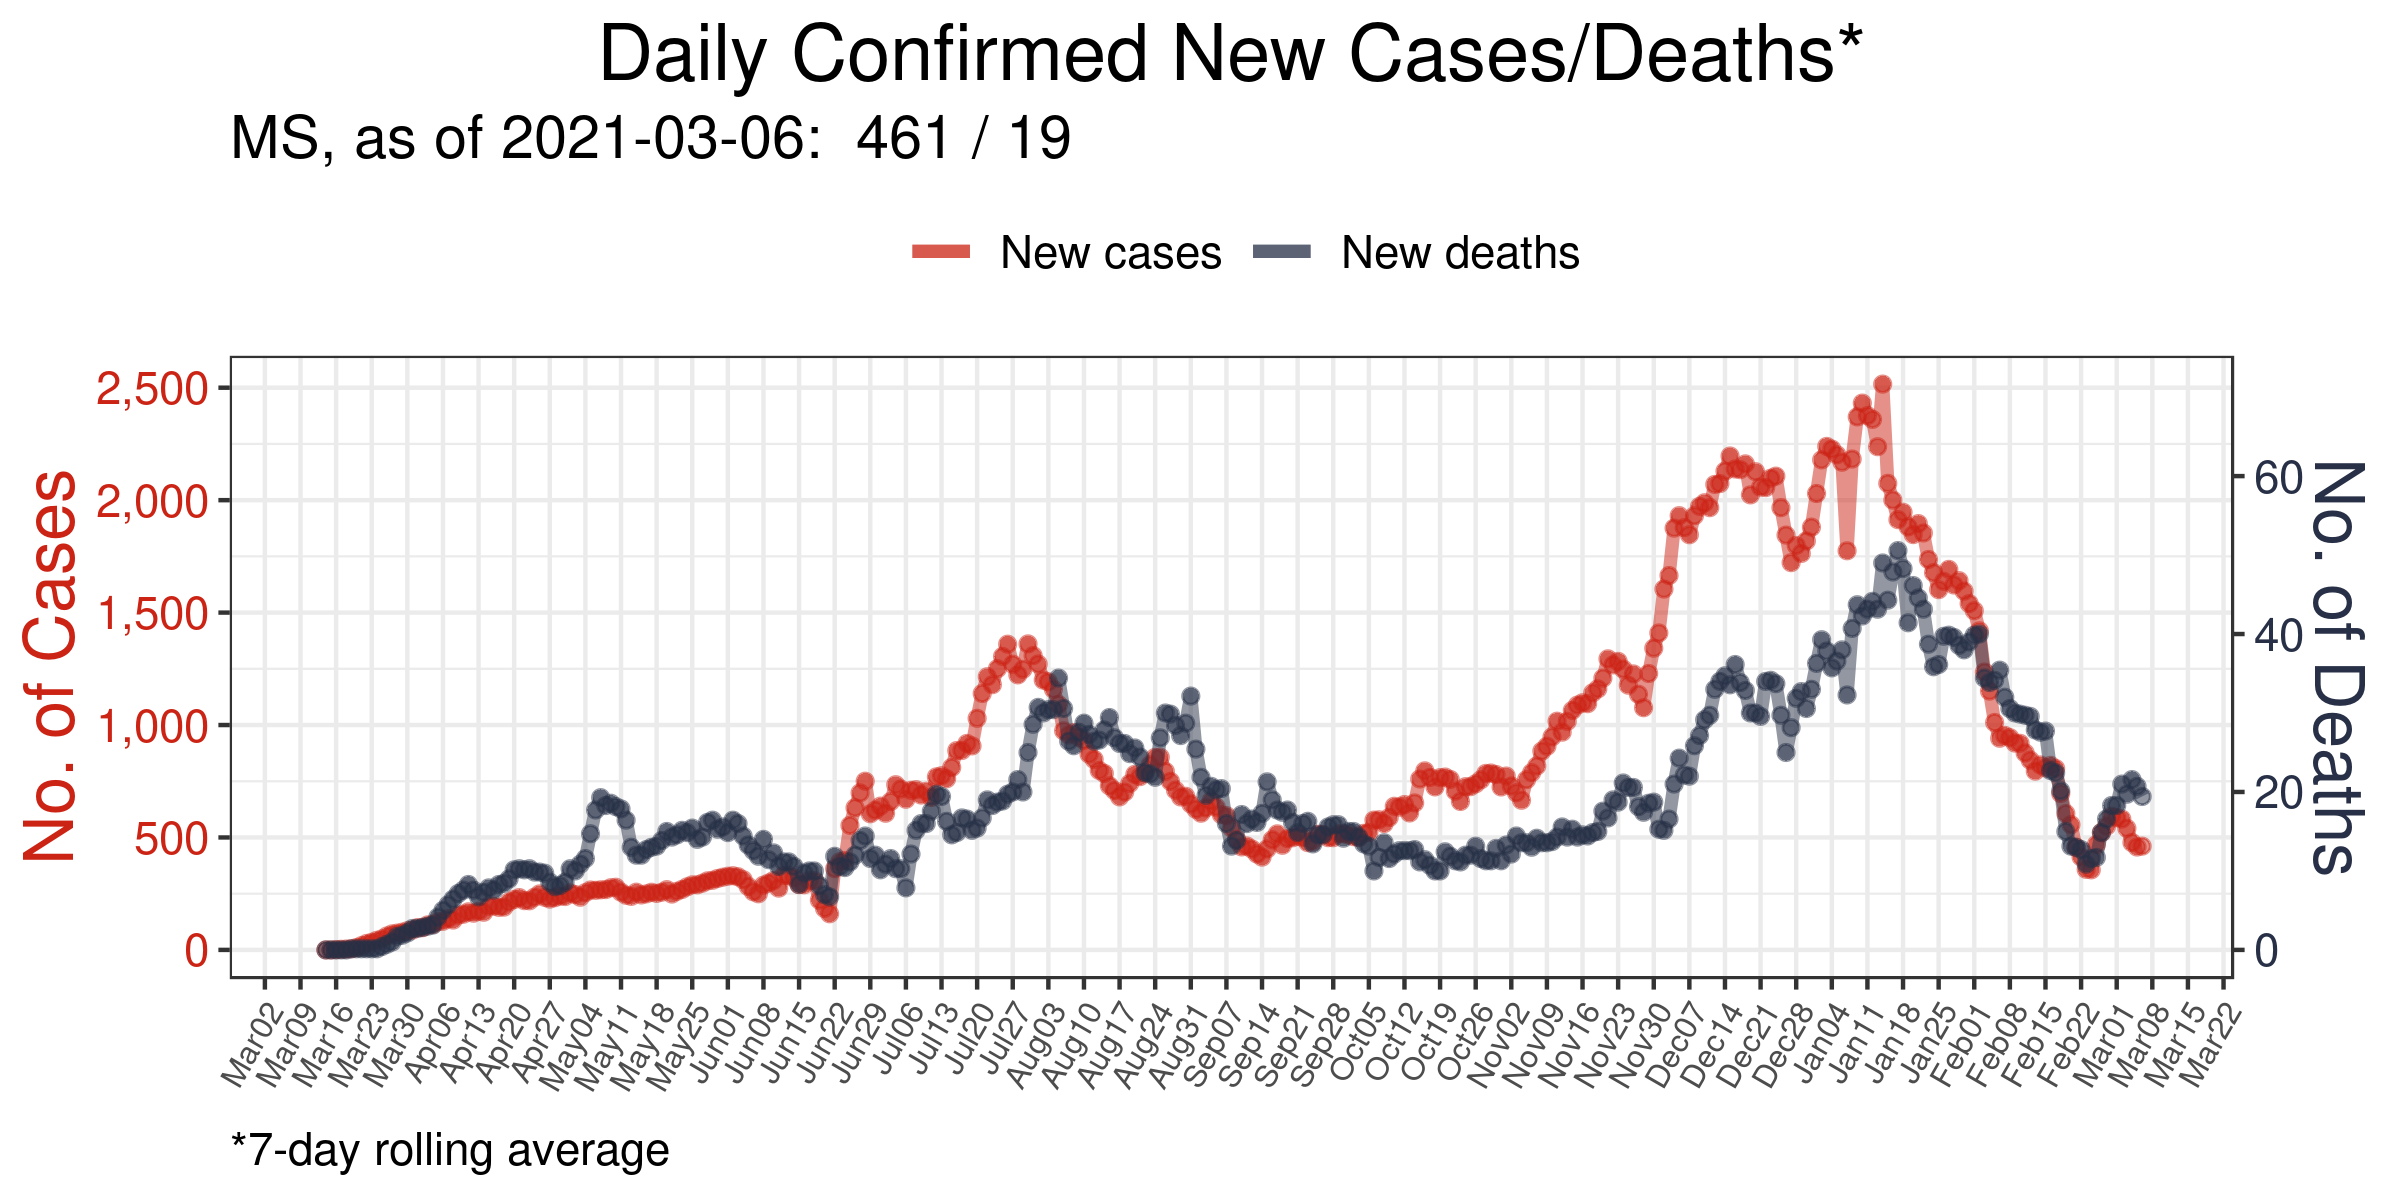 Daily Confirmed New Cases/Deaths*
MS, as of 2021-03-06:  461 / 19
New cases
New deaths
No. of Cases
2,500
2,000
1,500
1,000
500
0
60
40
20
0
No. of Deaths
Mar02
Mar09
Mar16
Mar23
Mar30
Apr06
Apr13
Apr20
Apr27
May04
May11
May18
May25
Jun01
Jun08
Jun15
Jun22
Jun29
Jul06
Jul13
Jul20
Jul27
Aug03
Aug10
Aug17
Aug24
Aug31
Sep07
Sep14
Sep21
Sep28
Oct05
Oct12
Oct19
Oct26
Nov02
Nov09
Nov16
Nov23
Nov30
Dec07
Dec14
Dec21
Dec28
Jan04
Jan11
Jan18
Jan25
Feb01
Feb08
Feb15
Feb22
Mar01
Mar08
Mar15
Mar22
*7-day rolling average